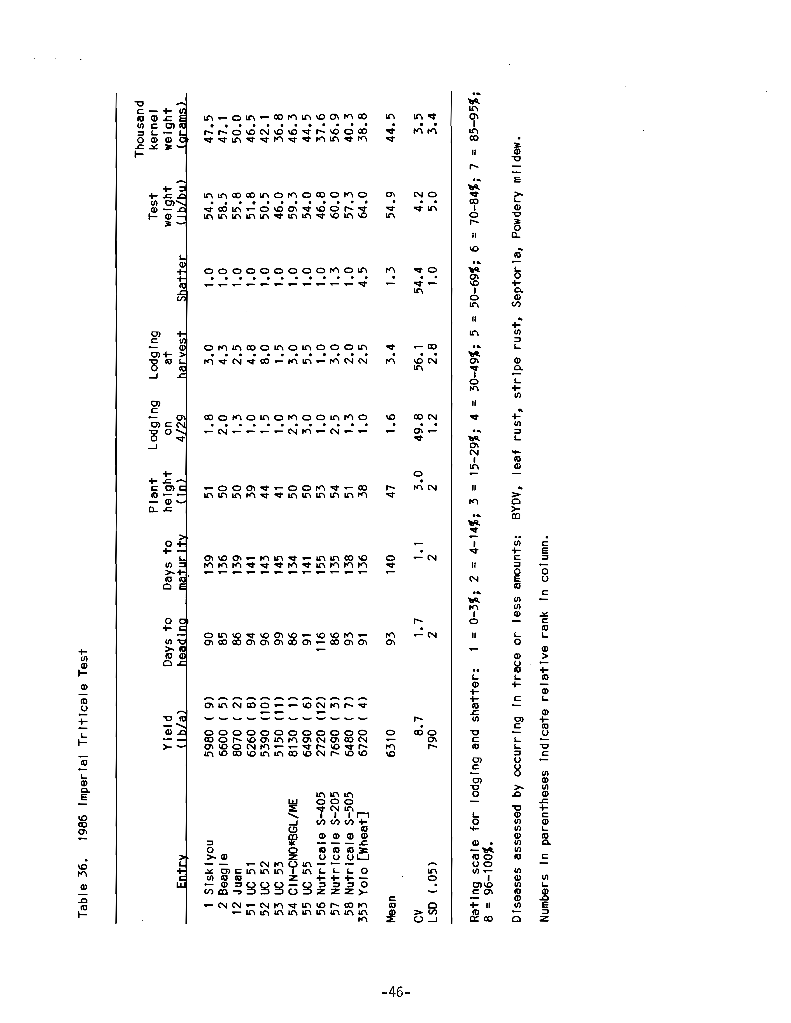 Table 36. 1986 Imperial Triticale Test
Entry Yield (lb/a) Days to heading Days to maturity Plant height (in) Lodging on 4/29 Lodging at harvest Shatter Test weight (lb/bu) Thousand kernel weight (grams)
1 Siskiyou 5980 ( 9) 90 139 51 1.8 3.0 1.0 54.5 47.5
2 Beagle 6600 ( 5) 85 136 50 2.0 4.3 1.0 58.5 47.1
12 Juan 8070 ( 2) 86 139 50 1.3 2.5 1.0 55.8 50.0
51 UC 51 6260 ( 8) 94 141 39 1.0 4.8 1.0 51.8 46.5
52 UC 52 5390 (10) 96 143 44 1.5 8.0 1.0 50.5 42.1
53 UC 53 5150 (11) 99 145 41 1.0 1.5 1.0 46.0 36.8
54 CIN-CNO*BGL/ME 8130 ( 1) 86 134 50 2.3 3.0 1.0 59.3 46.3
55 UC 55 6490 ( 6) 91 141 50 3.0 5.5 1.0 54.0 44.5
56 Nutricale S-405 2720 (12) 116 155 53 1.0 1.0 1.0 46.8 37.6
57 Nutricale S-205 7690 ( 3) 86 135 54 2.5 3.0 1.3 60.0 56.9
58 Nutricale S-505 6480 ( 7) 93 138 51 1.3 2.0 1.0 57.3 40.3
353 Yolo [Wheat] 6720 ( 4) 91 136 38 1.0 2.5 4.5 64.0 38.8
Mean 6310 93 140 47 1.6 3.4 1.3 54.9 44.5
CV 8.7 1.7 1.1 3.0 49.8 56.1 54.4 4.2 3.5
LSD (.05) 790 2 2 2 1.2 2.8 1.0 5.0 3.4
Rating scale for lodging and shatter: 1 = 0-3%; 2 = 4-14%; 3 = 15-29%; 4 = 30-49%; 5 = 50-69%; 6 = 70-84%; 7 = 85-95%;
8 = 96-100%.
Diseases assessed by occurring in trace or less amounts: BYDV, leaf rust, stripe rust, Septoria, Powdery mildew.
Numbers in parentheses indicate relative rank in column.
-46-